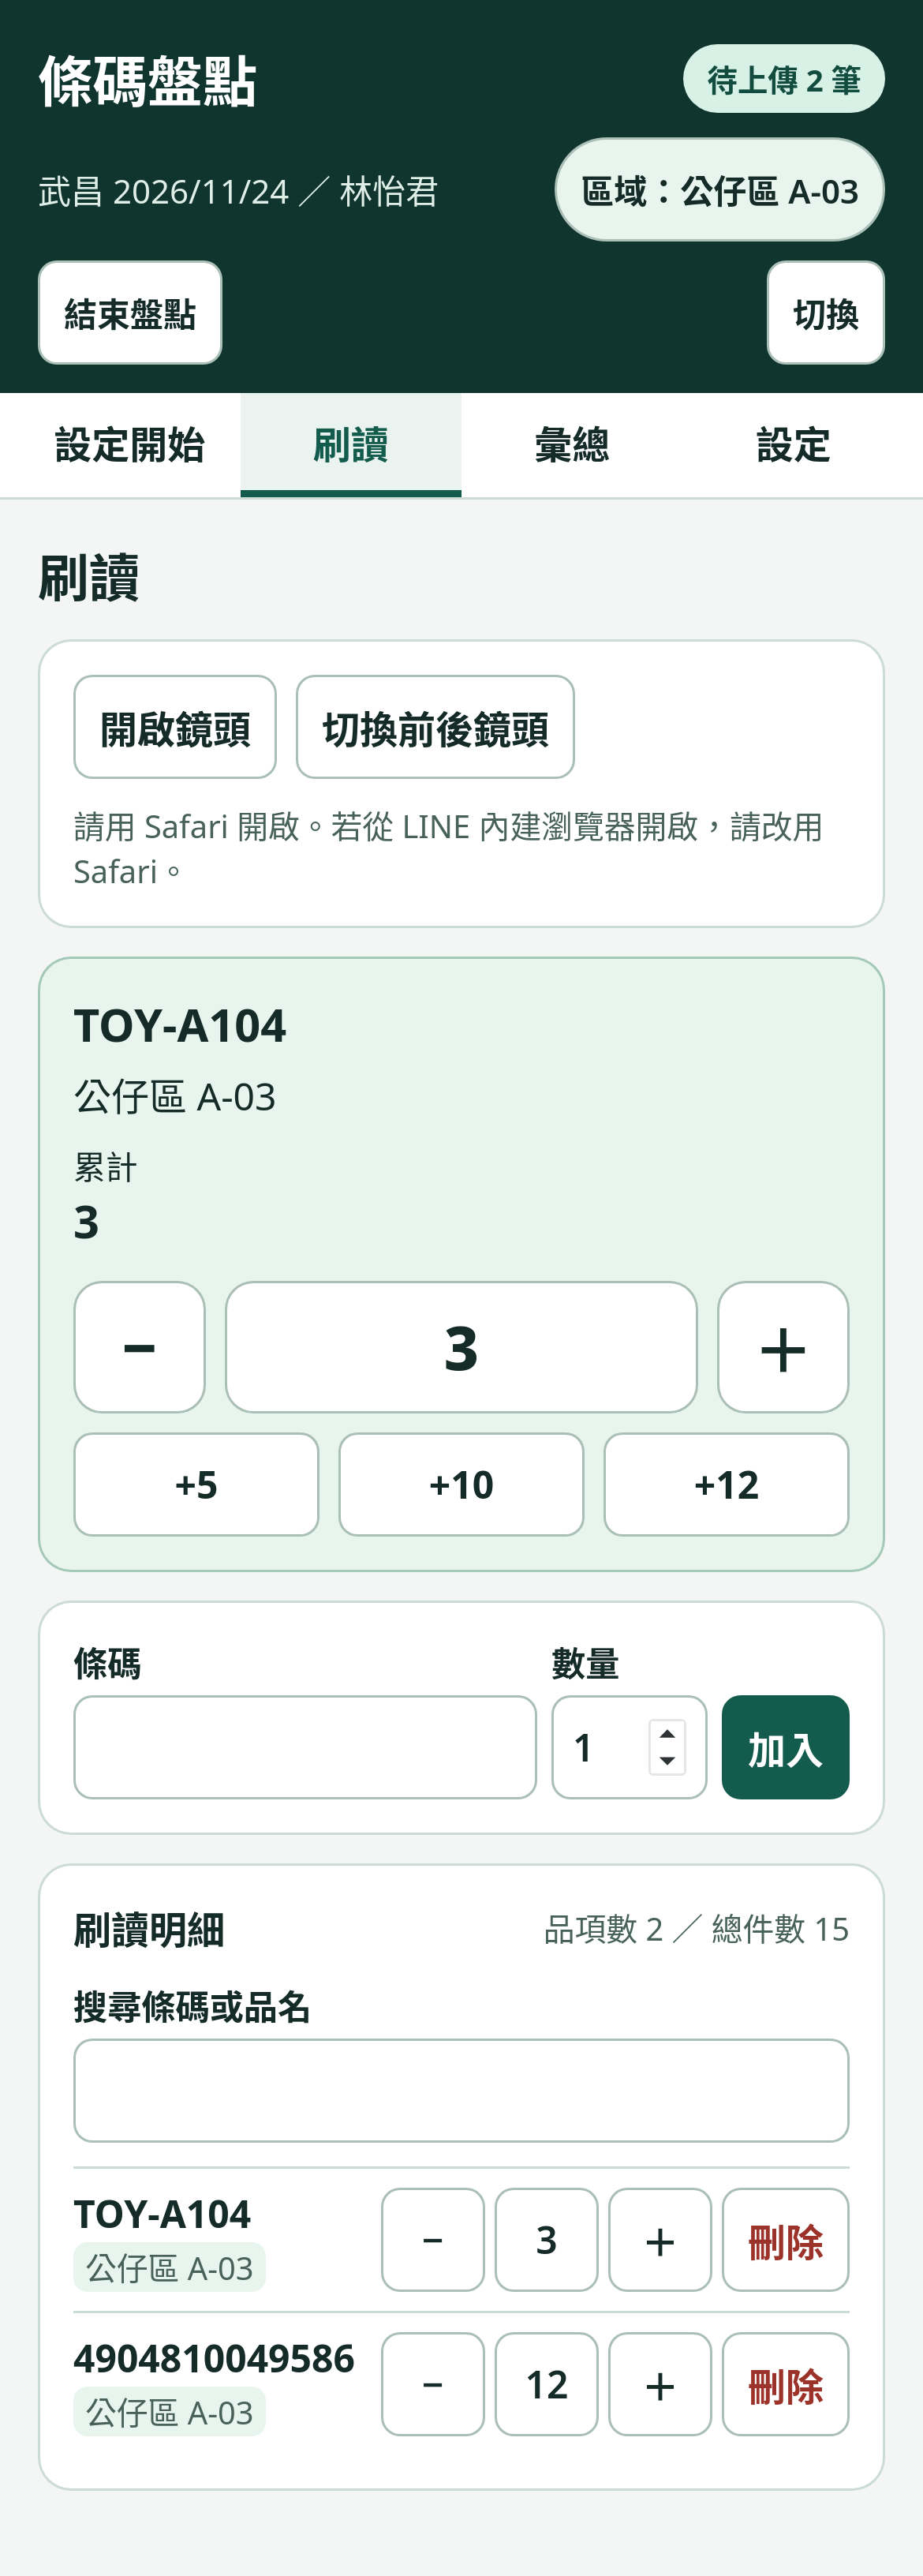 條碼盤點
待上傳 2 筆
武昌 2026/11/24 ／ 林怡君
區域：公仔區 A-03
結束盤點
切換
設定開始
刷讀
彙總
設定
刷讀
開啟鏡頭
切換前後鏡頭
請用 Safari 開啟。若從 LINE 內建瀏覽器開啟，請改用
Safari。
TOY-A104
公仔區 A-03
累計
3
−
3
＋
+5
+10
+12
條碼
數量
1
加入
刷讀明細
品項數 2 ／ 總件數 15
搜尋條碼或品名
TOY-A104
公仔區 A-03
−
3
＋
刪除
4904810049586
公仔區 A-03
−
12
＋
刪除